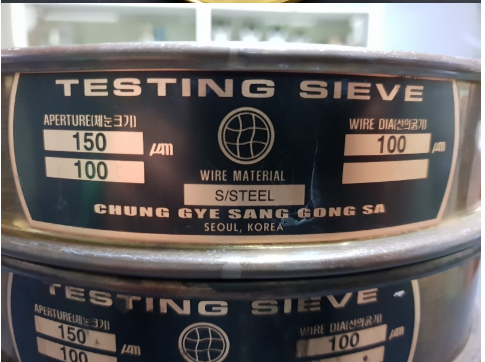 TESTING SIEVE
APERTURE(체눈크기)
150 μm
100
WIRE DIA(선의굵기)
100 μm
WIRE MATERIAL
S/STEEL
CHUNG GYE SANG GONG SA
SEOUL, KOREA
TESTING SIEVE
APERTURE(체눈크기)
150 μm
100
WIRE DIA(선의굵기)
100 μm